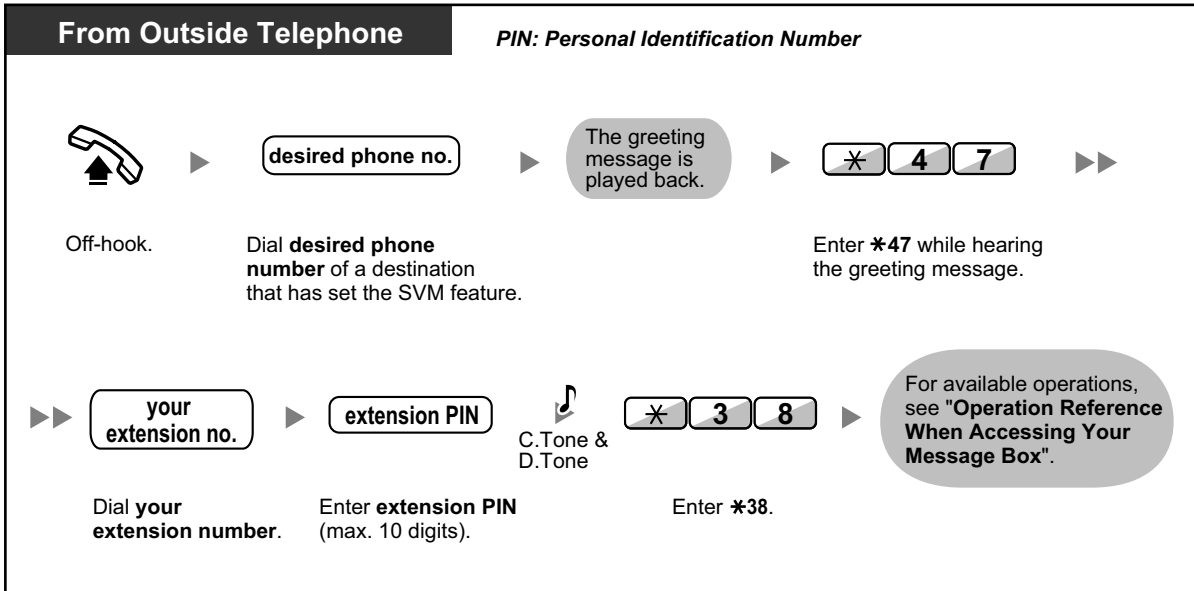 From Outside Telephone
PIN: Personal Identification Number
desired phone no.
The greeting
message is
played back.
* 4 7
Off-hook.
Dial desired phone
number of a destination
that has set the SVM feature.
Enter *47 while hearing
the greeting message.
your
extension no.
extension PIN
C.Tone &
D.Tone
* 3 8
For available operations,
see "Operation Reference
When Accessing Your
Message Box".
Dial your
extension number.
Enter extension PIN
(max. 10 digits).
Enter *38.